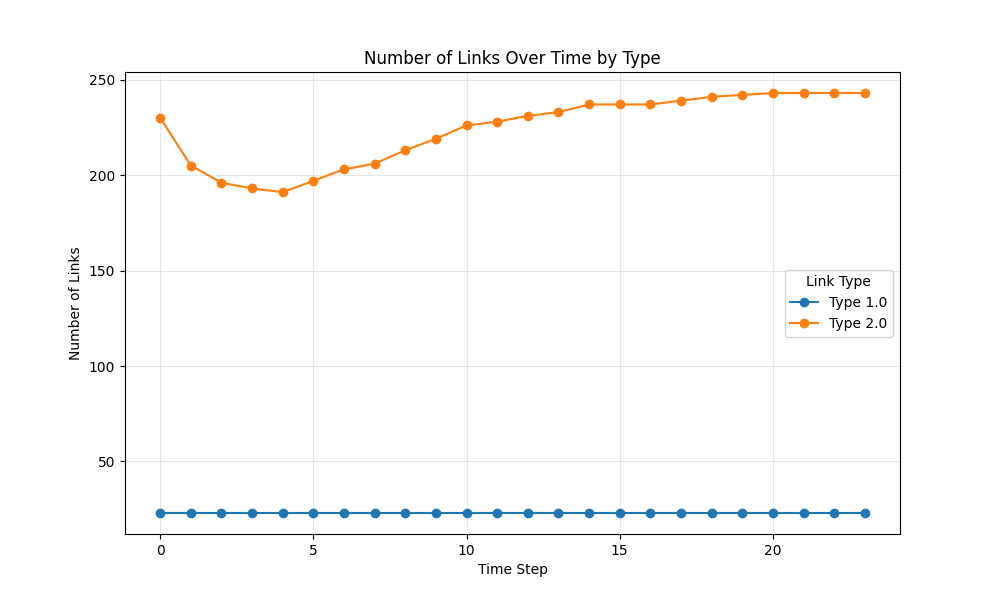 Number of Links Over Time by Type
250
200
150
100
50
Number of Links
Link Type
Type 1.0
Type 2.0
0 5 10 15 20
Time Step